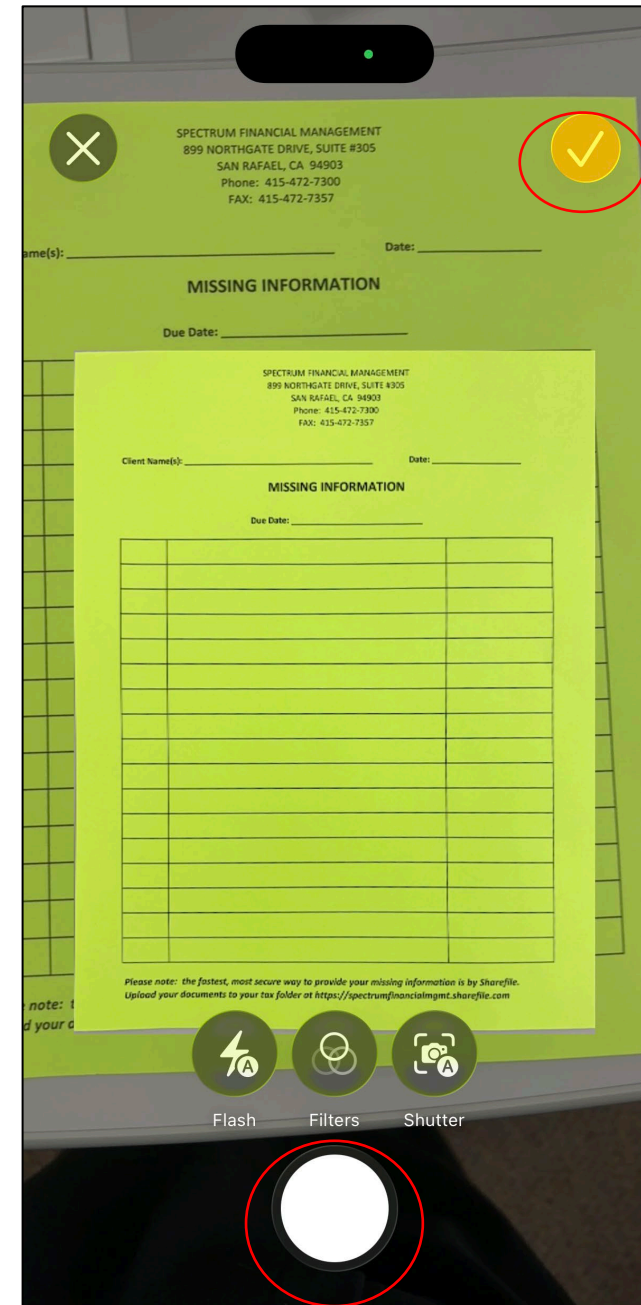 SPECTRUM FINANCIAL MANAGEMENT
899 NORTHGATE DRIVE, SUITE #305
SAN RAFAEL, CA 94903
Phone: 415-472-7300
FAX: 415-472-7357
ame(s):
Date:
MISSING INFORMATION
Due Date:
SPECTRUM FINANCIAL MANAGEMENT
899 NORTHGATE DRIVE, SUITE #305
SAN RAFAEL, CA 94903
Phone: 415-472-7300
FAX: 415-472-7357
Client Name(s):
Date:
MISSING INFORMATION
Due Date:
Please note: the fastest, most secure way to provide your missing information is by Sharefile.
Upload your documents to your tax folder at https://spectrumfinancialmgmt.sharefile.com
note: t
d your d
A
A
Flash
Filters
Shutter